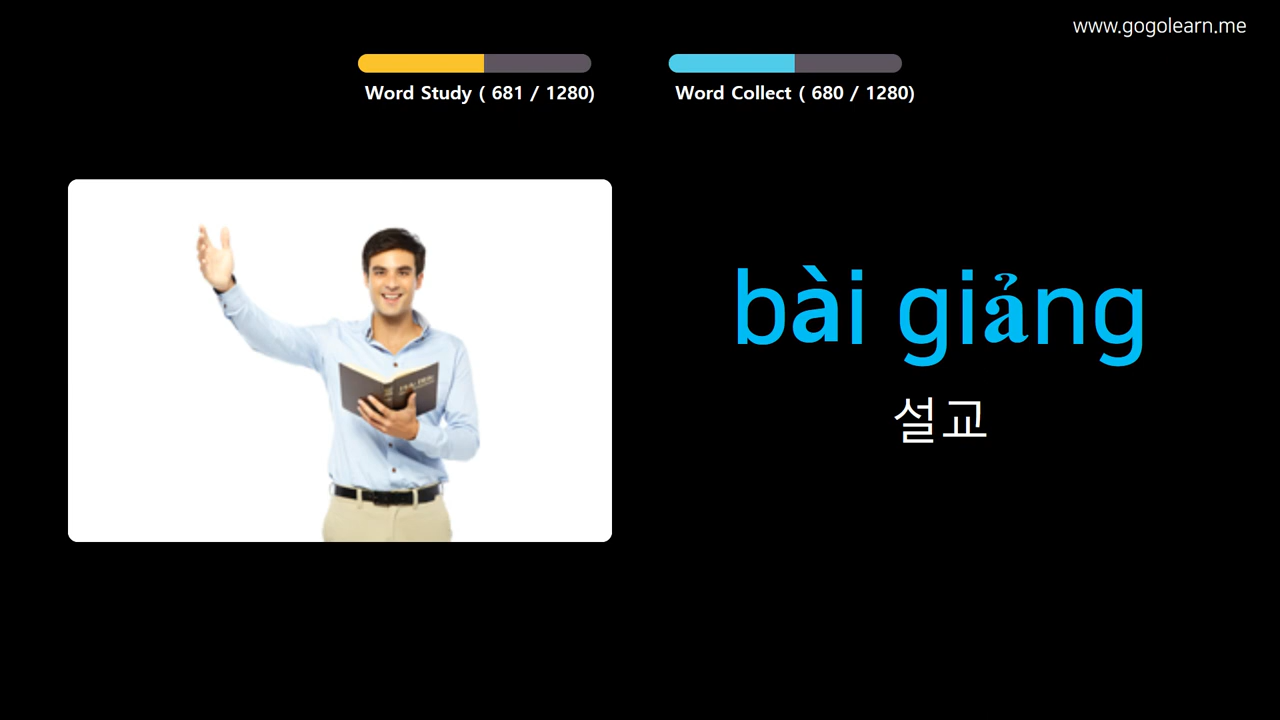 www.gogolearn.me
Word Study ( 681 / 1280)
Word Collect ( 680 / 1280)
bài giảng
설교